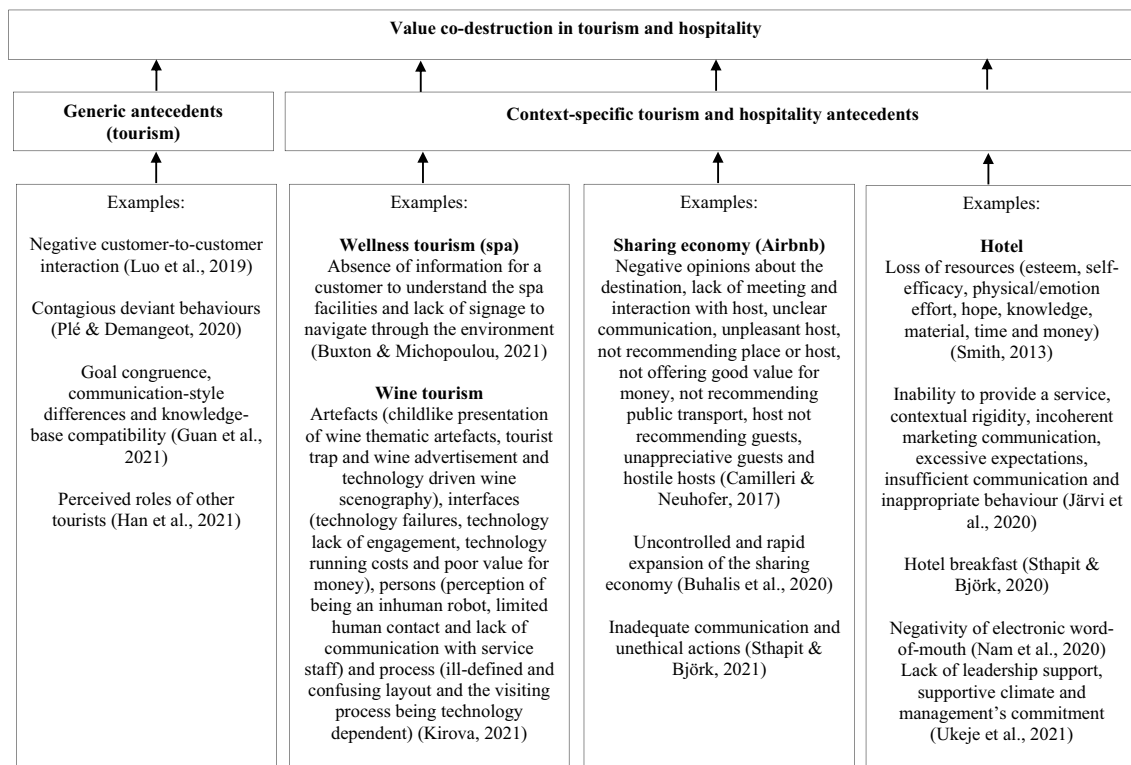 Value co-destruction in tourism and hospitality
Generic antecedents
(tourism)
Context-specific tourism and hospitality antecedents
Examples:
Negative customer-to-customer
interaction (Luo et al., 2019)
Contagious deviant behaviours
(Plé & Demangeot, 2020)
Goal congruence,
communication-style
differences and knowledge-
base compatibility (Guan et al.,
2021)
Perceived roles of other
tourists (Han et al., 2021)
Examples:
Wellness tourism (spa)
Absence of information for a
customer to understand the spa
facilities and lack of signage to
navigate through the environment
(Buxton & Michopoulou, 2021)
Wine tourism
Artefacts (childlike presentation
of wine thematic artefacts, tourist
trap and wine advertisement and
technology driven wine
scenography), interfaces
(technology failures, technology
lack of engagement, technology
running costs and poor value for
money), persons (perception of
being an inhuman robot, limited
human contact and lack of
communication with service
staff) and process (ill-defined and
confusing layout and the visiting
process being technology
dependent) (Kirova, 2021)
Examples:
Sharing economy (Airbnb)
Negative opinions about the
destination, lack of meeting and
interaction with host, unclear
communication, unpleasant host,
not recommending place or host,
not offering good value for
money, not recommending
public transport, host not
recommending guests,
unappreciative guests and
hostile hosts (Camilleri &
Neuhofer, 2017)
Uncontrolled and rapid
expansion of the sharing
economy (Buhalis et al., 2020)
Inadequate communication and
unethical actions (Sthapit &
Björk, 2021)
Examples:
Hotel
Loss of resources (esteem, self-
efficacy, physical/emotion
effort, hope, knowledge,
material, time and money)
(Smith, 2013)
Inability to provide a service,
contextual rigidity, incoherent
marketing communication,
excessive expectations,
insufficient communication and
inappropriate behaviour (Järvi et
al., 2020)
Hotel breakfast (Sthapit &
Björk, 2020)
Negativity of electronic word-
of-mouth (Nam et al., 2020)
Lack of leadership support,
supportive climate and
management's commitment
(Ukeje et al., 2021)